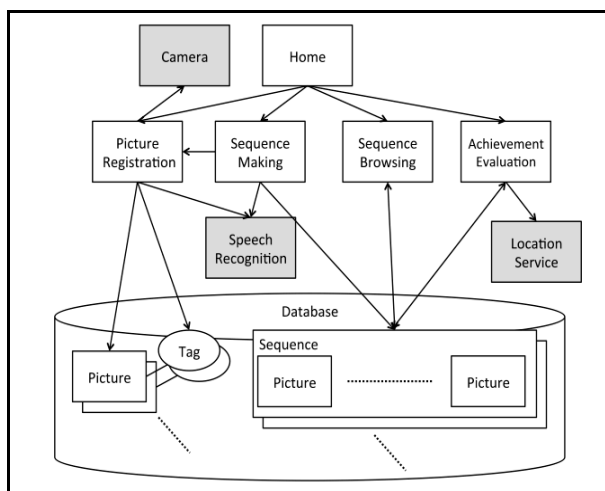 Camera
Home
Picture
Registration
Sequence
Making
Sequence
Browsing
Achievement
Evaluation
Speech
Recognition
Location
Service
Database
Tag
Sequence
Picture
Picture
Picture